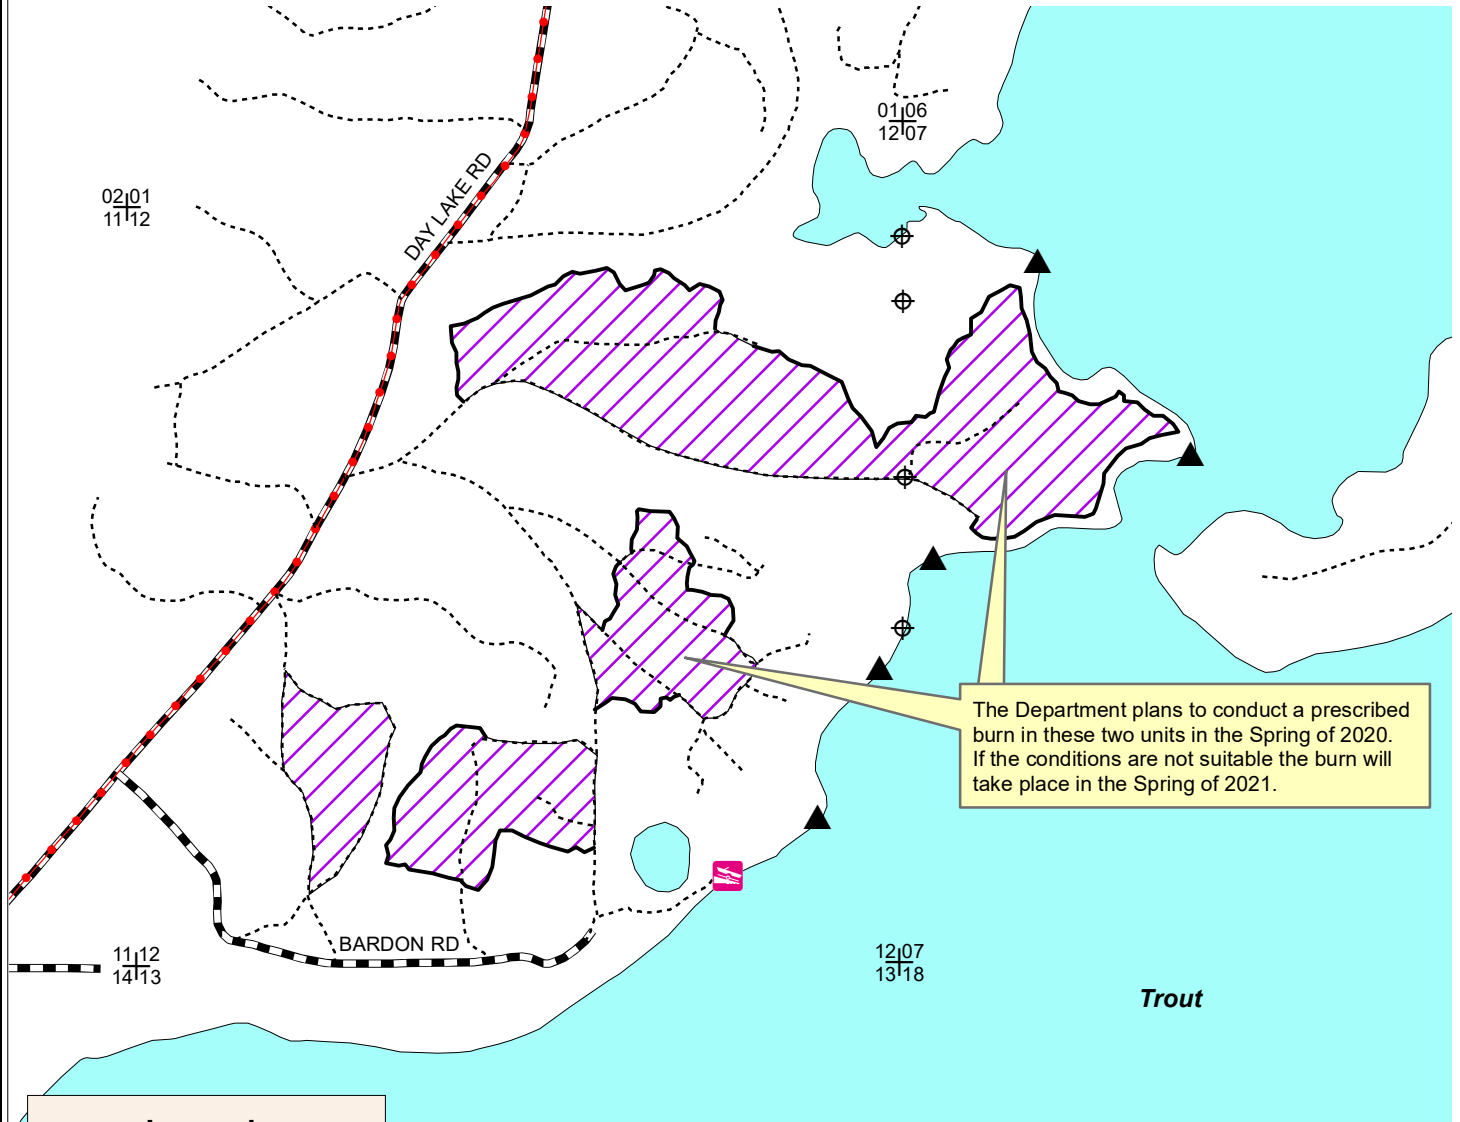 01 06
12 07
02 01
11 12
DAY LAKE RD
The Department plans to conduct a prescribed
burn in these two units in the Spring of 2020.
If the conditions are not suitable the burn will
take place in the Spring of 2021.
BARDON RD
11 12
14 13
12 07
13 18
Trout